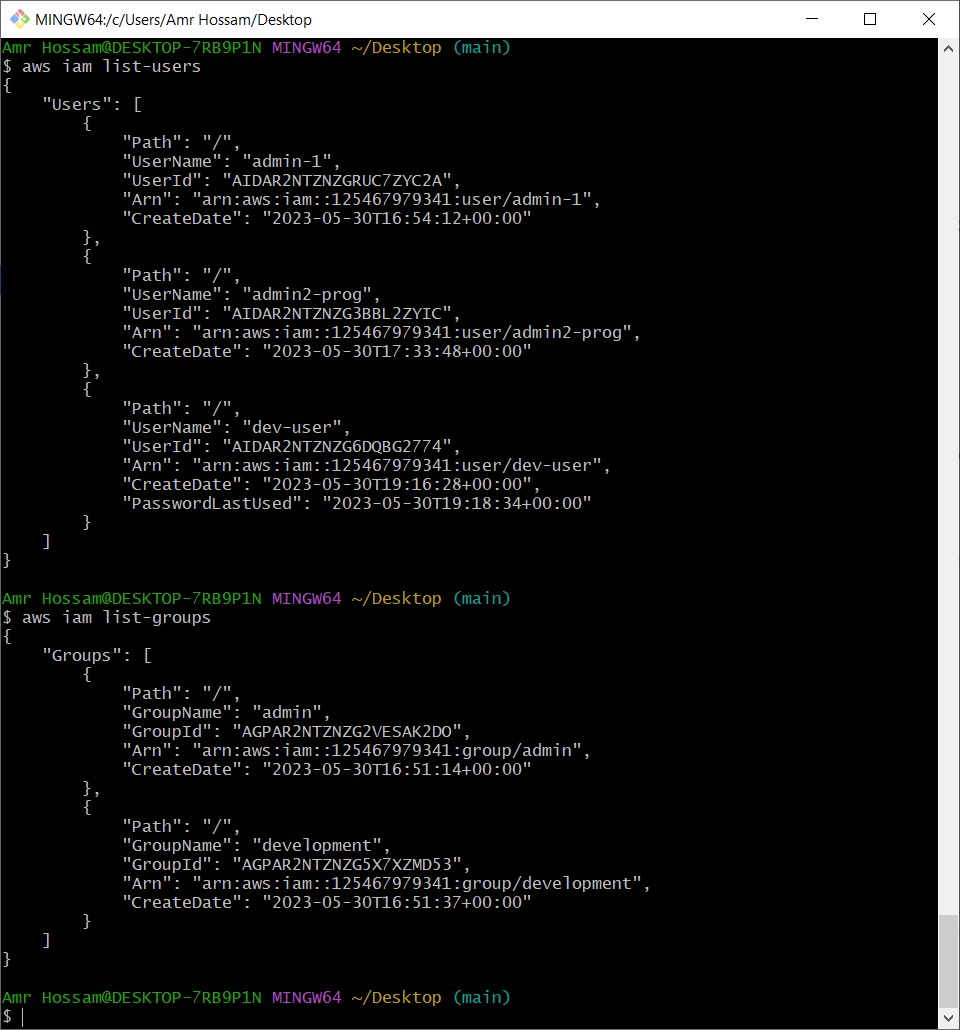 MINGW64:/c/Users/Amr Hossam/Desktop
Amr Hossam@DESKTOP-7RB9P1N MINGW64 ~/Desktop (main)
$ aws iam list-users
{
    "Users": [
        {
            "Path": "/",
            "UserName": "admin-1",
            "UserId": "AIDAR2NTZNZGRUC7ZYC2A",
            "Arn": "arn:aws:iam::125467979341:user/admin-1",
            "CreateDate": "2023-05-30T16:54:12+00:00"
        },
        {
            "Path": "/",
            "UserName": "admin2-prog",
            "UserId": "AIDAR2NTZNZG3BBL2ZYIC",
            "Arn": "arn:aws:iam::125467979341:user/admin2-prog",
            "CreateDate": "2023-05-30T17:33:48+00:00"
        },
        {
            "Path": "/",
            "UserName": "dev-user",
            "UserId": "AIDAR2NTZNZG6DQBG2774",
            "Arn": "arn:aws:iam::125467979341:user/dev-user",
            "CreateDate": "2023-05-30T19:16:28+00:00",
            "PasswordLastUsed": "2023-05-30T19:18:34+00:00"
        }
    ]
}
Amr Hossam@DESKTOP-7RB9P1N MINGW64 ~/Desktop (main)
$ aws iam list-groups
{
    "Groups": [
        {
            "Path": "/",
            "GroupName": "admin",
            "GroupId": "AGPAR2NTZNZG2VESAK2DO",
            "Arn": "arn:aws:iam::125467979341:group/admin",
            "CreateDate": "2023-05-30T16:51:14+00:00"
        },
        {
            "Path": "/",
            "GroupName": "development",
            "GroupId": "AGPAR2NTZNZG5X7XZMD53",
            "Arn": "arn:aws:iam::125467979341:group/development",
            "CreateDate": "2023-05-30T16:51:37+00:00"
        }
    ]
}
Amr Hossam@DESKTOP-7RB9P1N MINGW64 ~/Desktop (main)
$